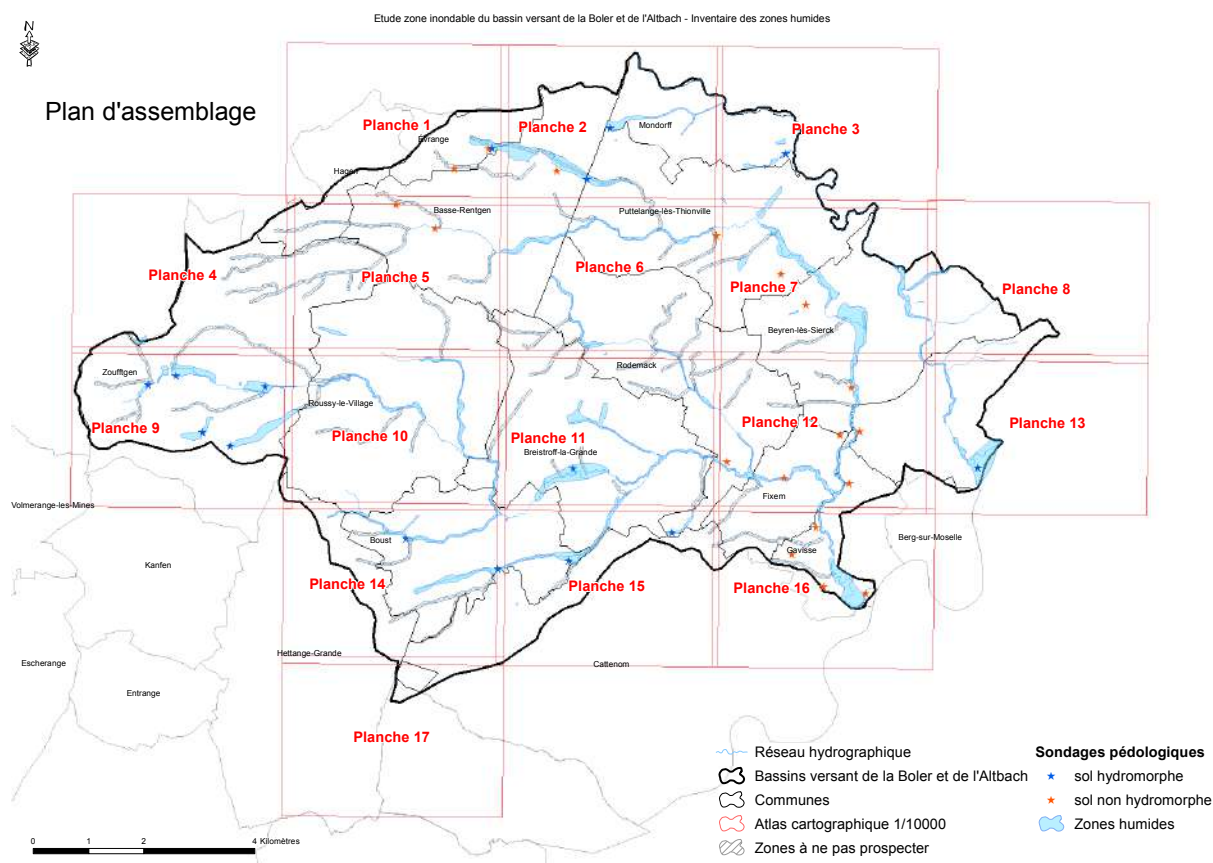 Etude zone inondable du bassin versant de la Boler et de l'Altbach - Inventaire des zones humides
N
Plan d'assemblage
Planche 1
Planche 2
Planche 3
Mondorff
Évrange
Hagen
Basse-Rentgen
Puttelange-lès-Thionville
Planche 4
Planche 5
Planche 6
Planche 7
Planche 8
Beyren-lès-Sierck
Zoufftgen
Rodemack
Roussy-le-Village
Planche 9
Planche 10
Planche 11
Planche 12
Planche 13
Breistroff-la-Grande
Fixem
Volmerange-les-Mines
Boust
Berg-sur-Moselle
Gavisse
Kanfen
Planche 14
Planche 15
Planche 16
Hettange-Grande
Escherange
Cattenom
Entrange
Planche 17
Réseau hydrographique
Bassins versant de la Boler et de l'Altbach
Communes
Atlas cartographique 1/10000
Zones à ne pas prospecter
Sondages pédologiques
sol hydromorphe
sol non hydromorphe
Zones humides
0 1 2 4 Kilomètres